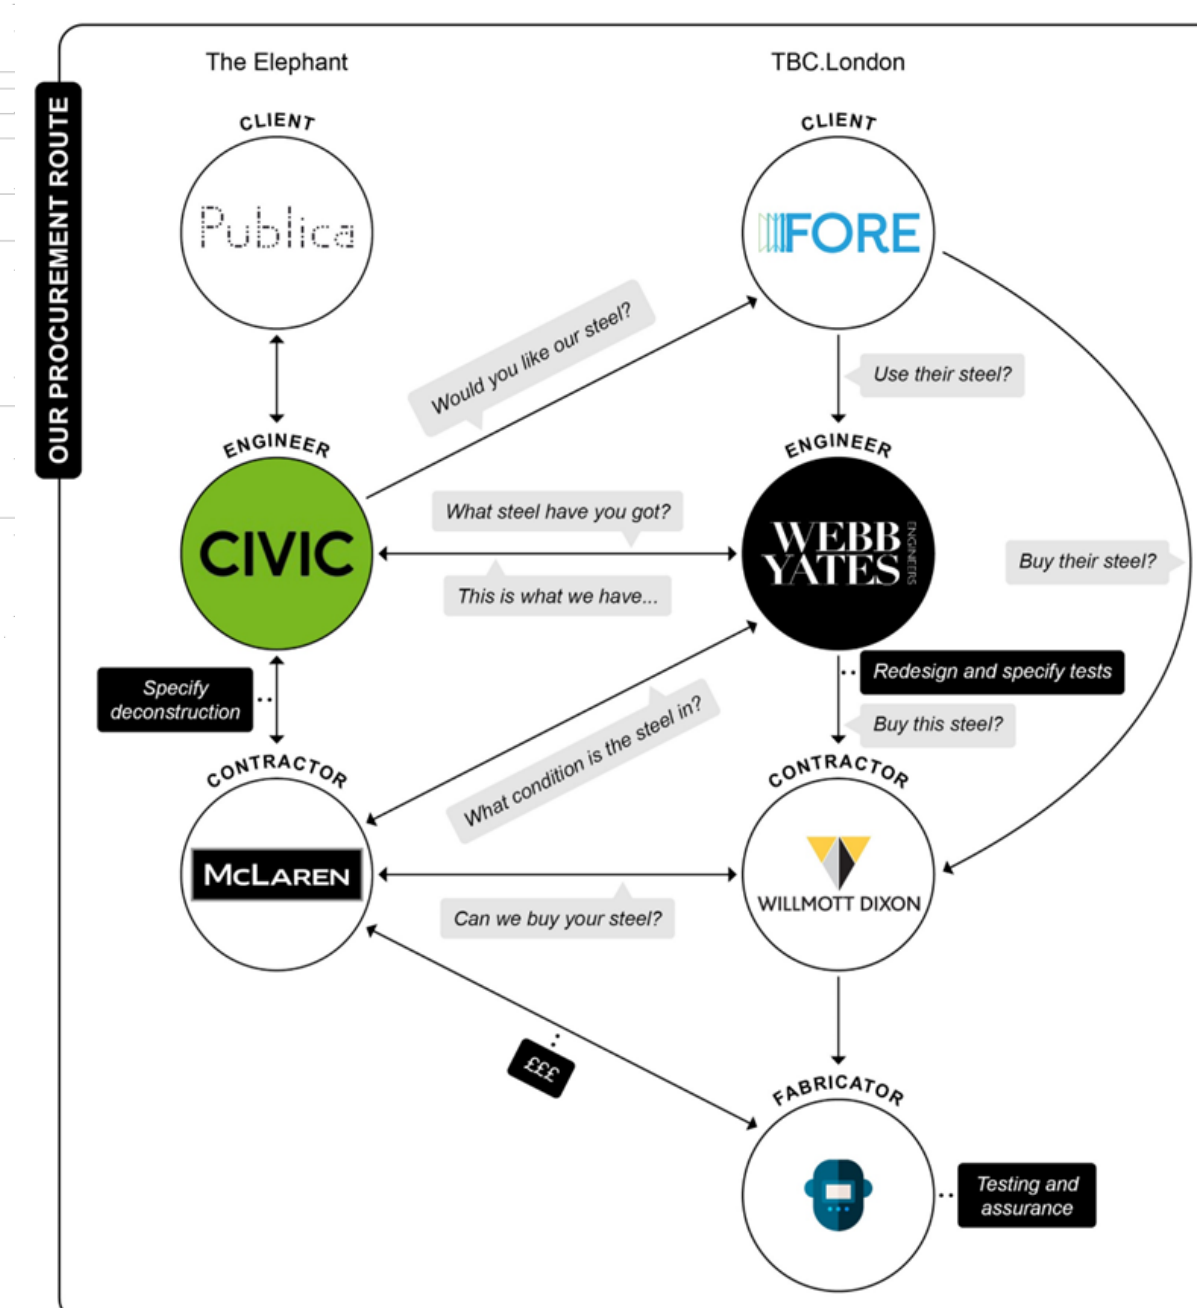 OUR PROCUREMENT ROUTE
The Elephant
TBC.London
CLIENT
Publica
CLIENT
FORE
Would you like our steel?
Use their steel?
ENGINEER
CIVIC
ENGINEER
WEBB
YATES
ENGINEERS
What steel have you got?
This is what we have...
Buy their steel?
Specify
deconstruction
Redesign and specify tests
Buy this steel?
What condition is the steel in?
CONTRACTOR
McLAREN
CONTRACTOR
WILLMOTT DIXON
Can we buy your steel?
£££
FABRICATOR
Testing and
assurance